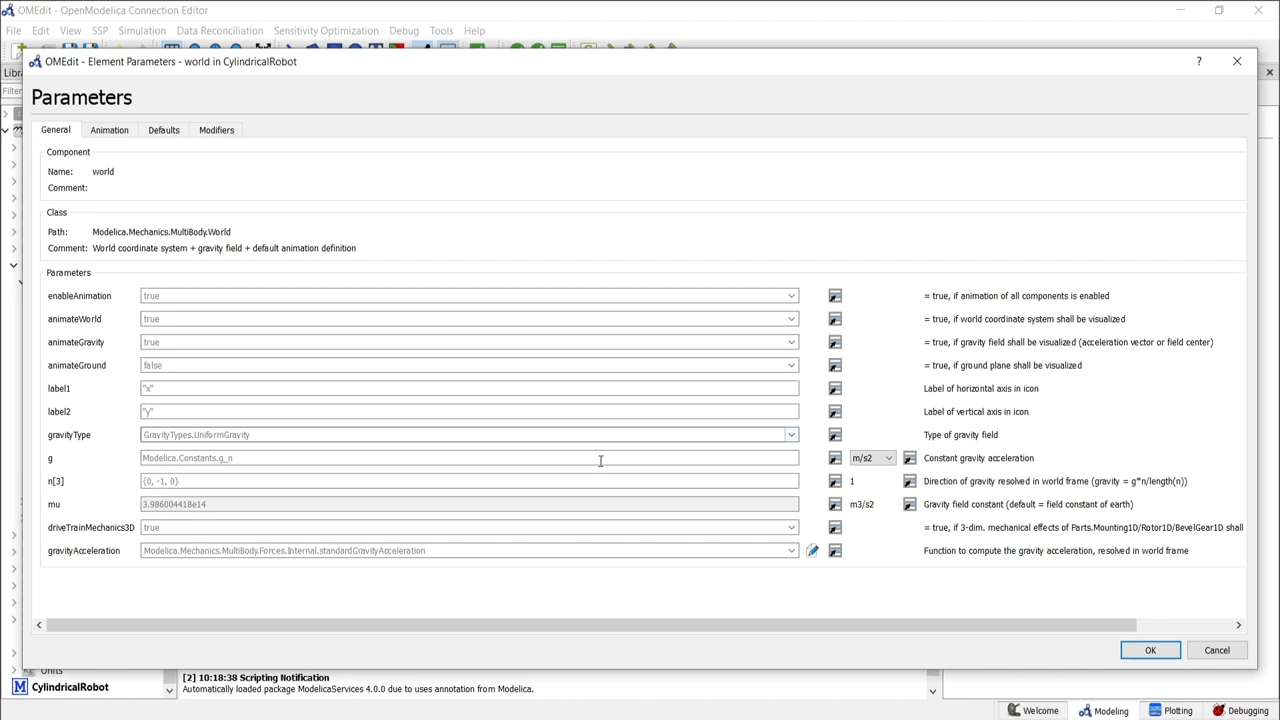 OMEdit - OpenModelica Connection Editor
File Edit View SSP Simulation Data Reconciliation Sensitivity Optimization Debug Tools Help
OMEdit - Element Parameters - world in CylindricalRobot
Parameters
General Animation Defaults Modifiers
Component
Name: world
Comment:
Class
Path: Modelica.Mechanics.MultiBody.World
Comment: World coordinate system + gravity field + default animation definition
Parameters
enableAnimation true = true, if animation of all components is enabled
animateWorld true = true, if world coordinate system shall be visualized
animateGravity true = true, if gravity field shall be visualized (acceleration vector or field center)
animateGround false = true, if ground plane shall be visualized
label1 "x" Label of horizontal axis in icon
label2 "y" Label of vertical axis in icon
gravityType GravityTypes.UniformGravity Type of gravity field
g Modelica.Constants.g_n m/s2 Constant gravity acceleration
n[3] {0, -1, 0} 1 Direction of gravity resolved in world frame (gravity = g*n/length(n))
mu 3.986004418e14 m3/s2 Gravity field constant (default = field constant of earth)
driveTrainMechanics3D true = true, if 3-dim. mechanical effects of Parts.Mounting1D/Rotor1D/BevelGear1D shall
gravityAcceleration Modelica.Mechanics.MultiBody.Forces.Internal.standardGravityAcceleration Function to compute the gravity acceleration, resolved in world frame
OK Cancel
Units
[2] 10:18:38 Scripting Notification
CylindricalRobot
Automatically loaded package ModelicaServices 4.0.0 due to uses annotation from Modelica.
Welcome Modeling Plotting Debugging